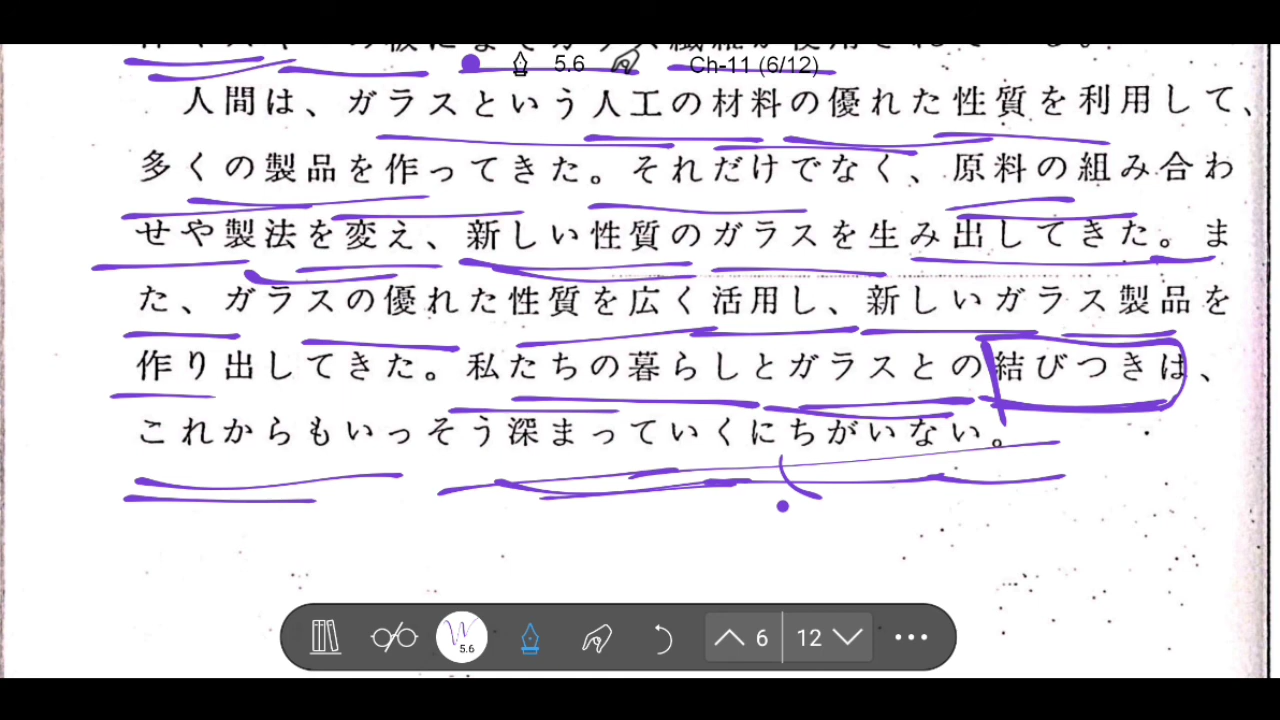 5.6
Ch-11 (6/12)
人間は、ガラスという人工の材料の優れた性質を利用して、
多くの製品を作ってきた。それだけでなく、原料の組み合わ
せや製法を変え、新しい性質のガラスを生み出してきた。ま
た、ガラスの優れた性質を広く活用し、新しいガラス製品を
作り出してきた。私たちの暮らしとガラスとの結びつきは、
これからもいっそう深まっていくにちがいない。
5.6
6
12